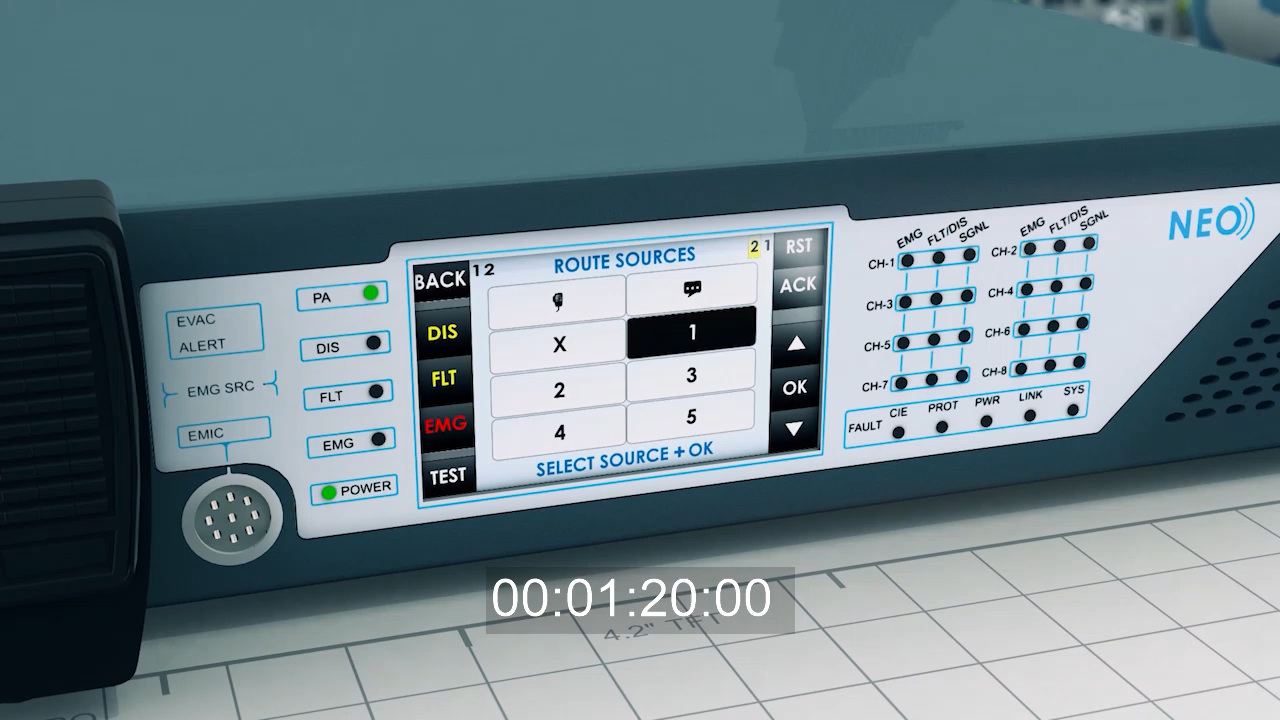 NEO
EMG FLT/DIS SGNL
EMG FLT/DIS SGNL
CH-1
CH-2
CH-3
CH-4
CH-5
CH-6
CH-7
CH-8
FAULT CIE PROT PWR LINK SYS
EVAC
ALERT
EMG SRC
EMIC
PA
DIS
FLT
EMG
POWER
BACK
DIS
FLT
EMG
TEST
1 2
ROUTE SOURCES
2 1
X
1
2
3
4
5
SELECT SOURCE + OK
RST
ACK
OK
00:01:20:00
4.2" TFT